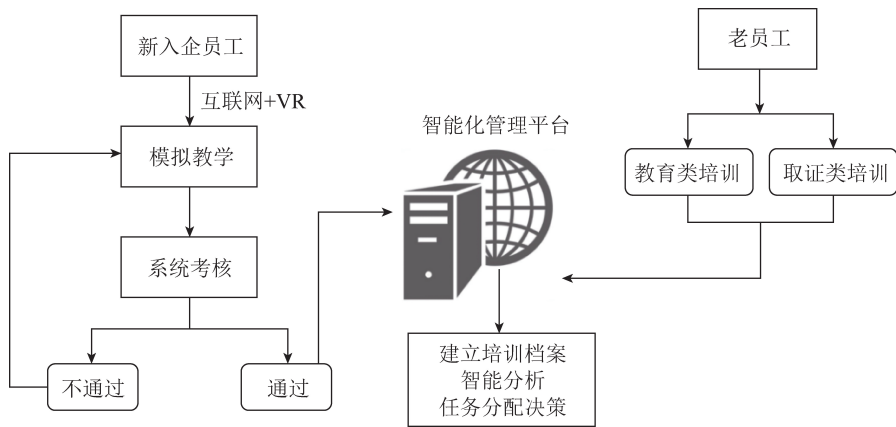 新入企员工
互联网+VR
模拟教学
系统考核
不通过
通过
智能化管理平台
建立培训档案
智能分析
任务分配决策
老员工
教育类培训
取证类培训